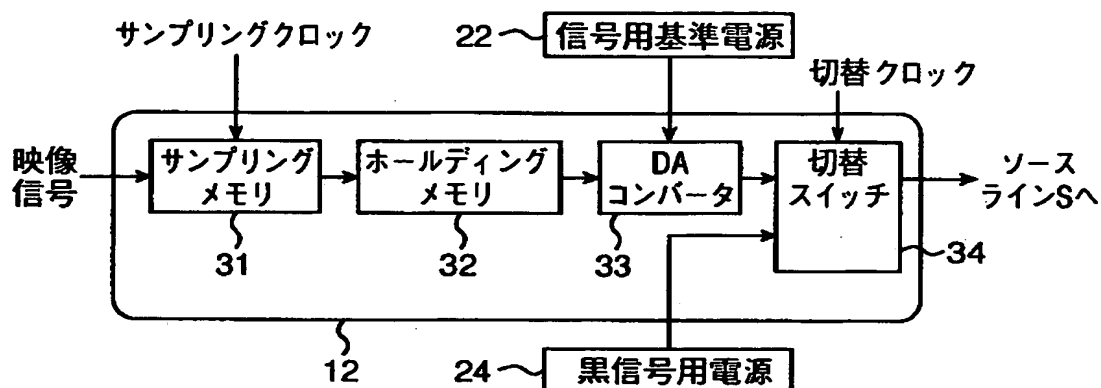 サンプリングクロック
22
信号用基準電源
切替クロック
映像
信号
サンプリング
メモリ
ホールディング
メモリ
DA
コンバータ
切替
スイッチ
ソース
ラインSへ
31
32
33
34
12
24
黒信号用電源